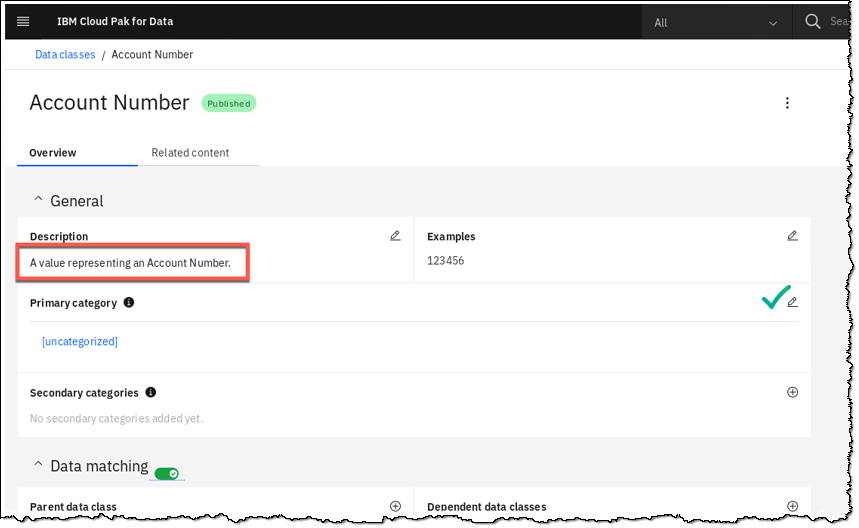 IBM Cloud Pak for Data
All
Sea
Data classes / Account Number
Account Number Published
Overview Related content
General
Description Examples
A value representing an Account Number. 123456
Primary category
[uncategorized]
Secondary categories
No secondary categories added yet.
Data matching
Parent data class Dependent data classes